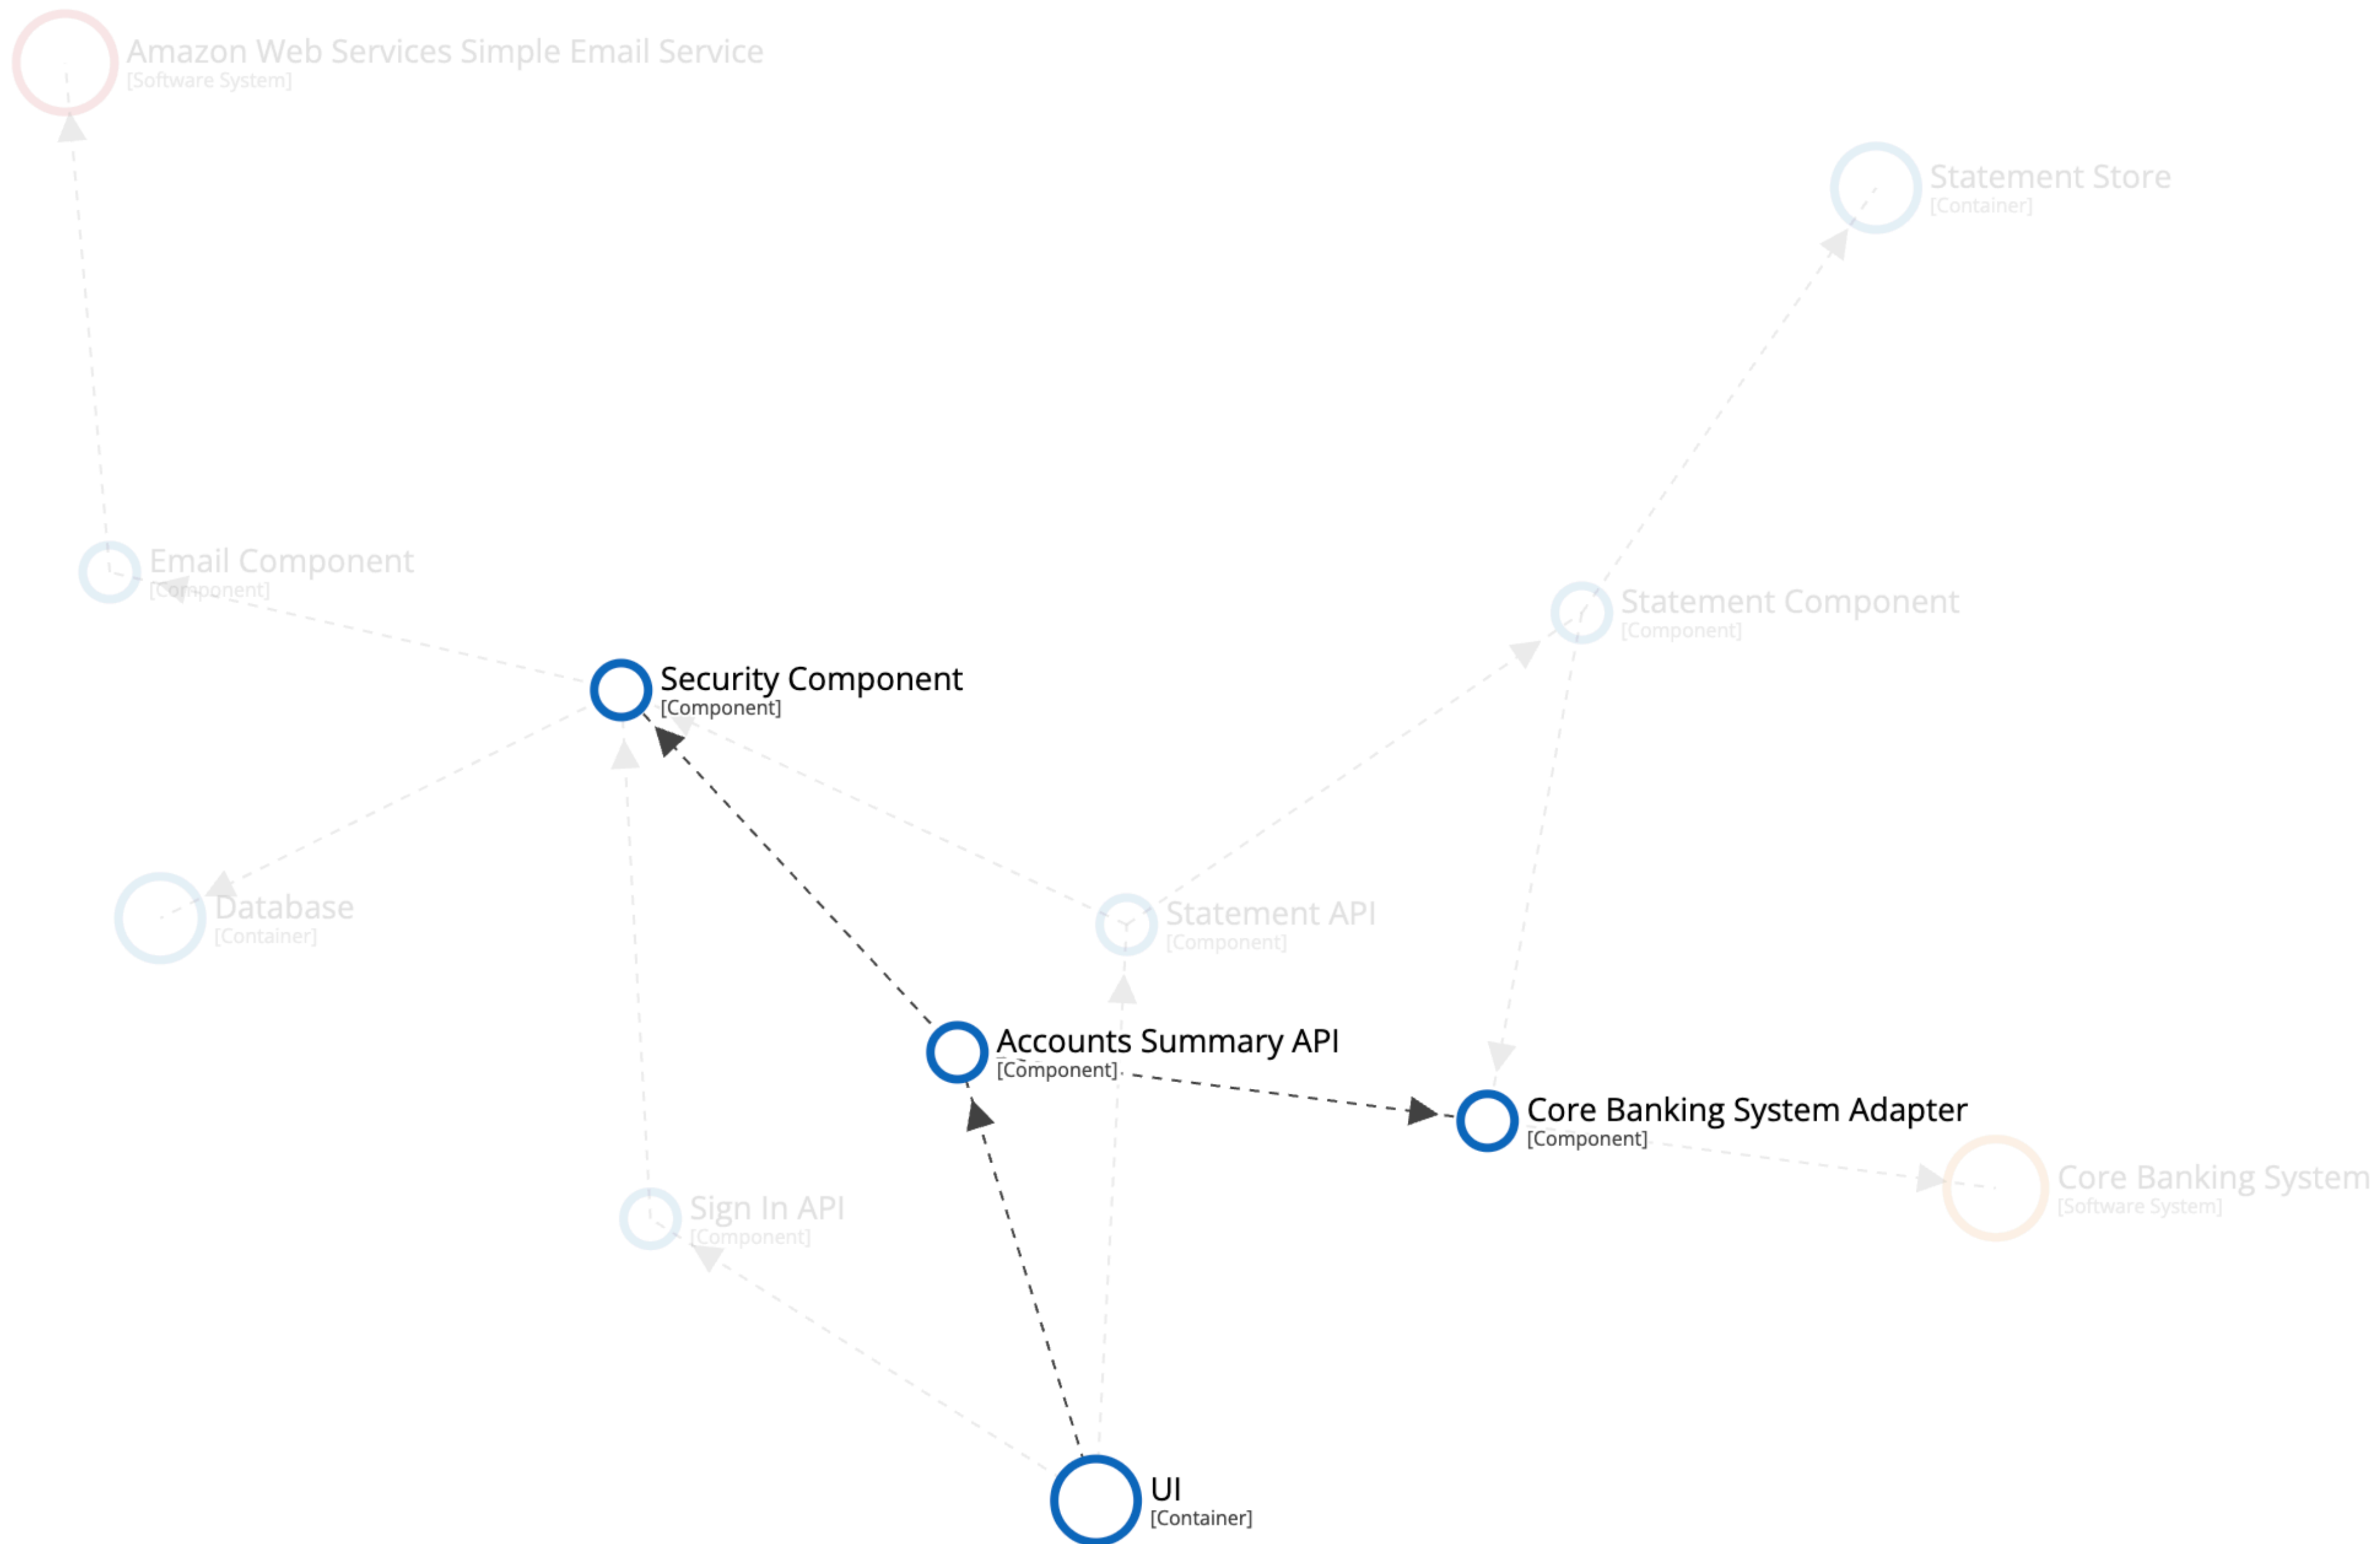 Amazon Web Services Simple Email Service
[Software System]
Statement Store
[Container]
Email Component
[Component]
Statement Component
[Component]
Security Component
[Component]
Database
[Container]
Statement API
[Component]
Accounts Summary API
[Component]
Core Banking System Adapter
[Component]
Core Banking System
[Software System]
Sign In API
[Component]
UI
[Container]